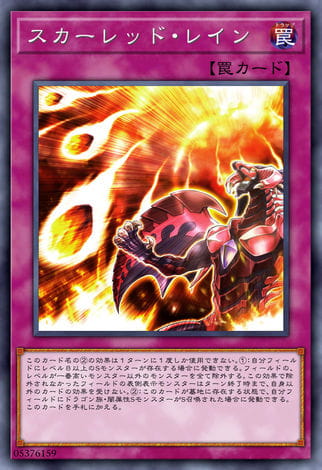 スカーレッド・レイン
トラップ
罠
【罠カード】
このカード名の②の効果は１ターンに１度しか使用できない。①：自分フィール
ドにレベル８以上のＳモンスターが存在する場合に発動できる。フィールドの
レベルが一番高いモンスター以外のモンスターを全て除外する。この効果で除
外されなかったフィールドの表側表示モンスターはターン終了時まで、自身以
外のカードの効果を受けない。②：このカードが墓地に存在する状態で、自分フ
ィールドにドラゴン族・闇属性ＳモンスターがＳ召喚された場合に発動できる。
このカードを手札に加える。
05376159